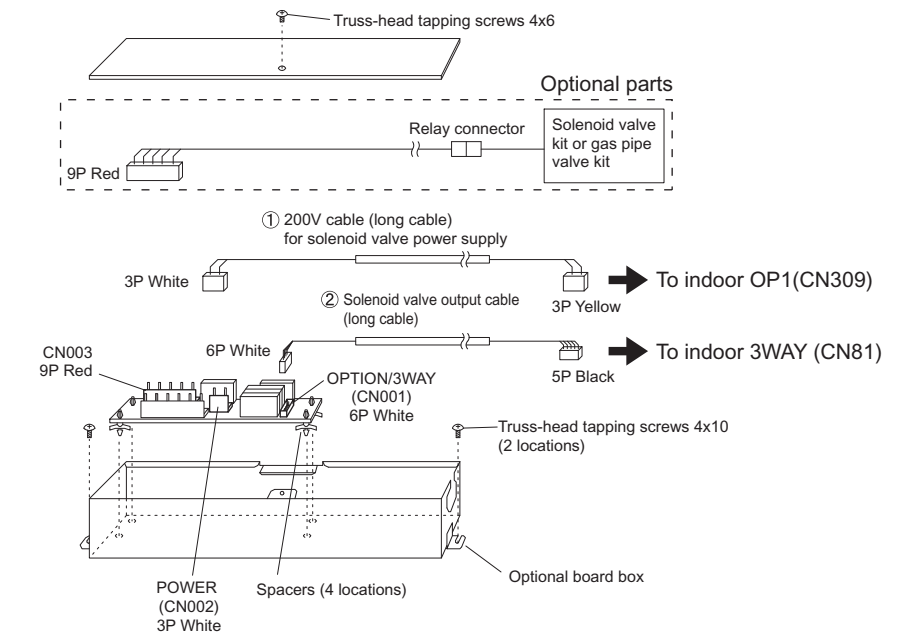 Truss-head tapping screws 4x6
Optional parts
Relay connector
Solenoid valve
kit or gas pipe
valve kit
9P Red
① 200V cable (long cable)
for solenoid valve power supply
3P White
3P Yellow
To indoor OP1(CN309)
② Solenoid valve output cable
(long cable)
CN003
9P Red
6P White
5P Black
To indoor 3WAY (CN81)
OPTION/3WAY
(CN001)
6P White
Truss-head tapping screws 4x10
(2 locations)
Optional board box
POWER
(CN002)
3P White
Spacers (4 locations)